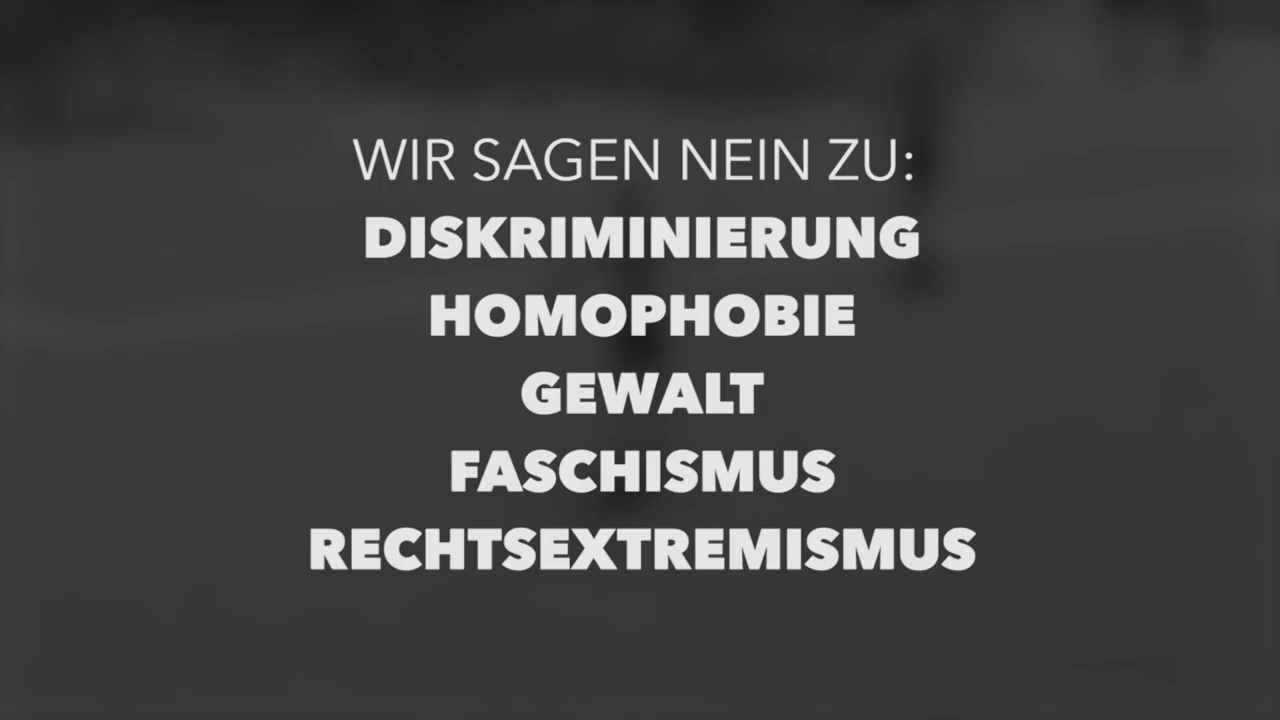 WIR SAGEN NEIN ZU:
DISKRIMINIERUNG
HOMOPHOBIE
GEWALT
FASCHISMUS
RECHTSEXTREMISMUS